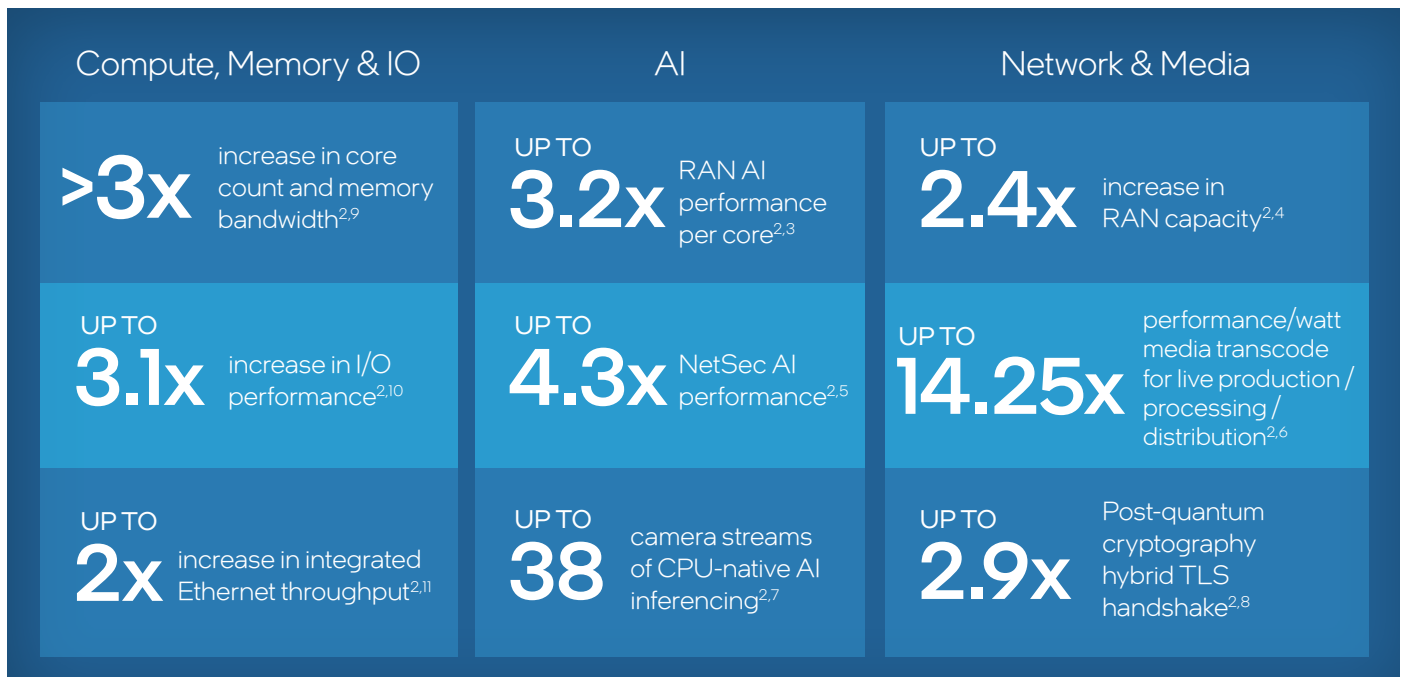 Compute, Memory & IO
>3x
increase in core
count and memory
bandwidth2,9
UP TO
3.1x
increase in I/O
performance2,10
UP TO
2x
increase in integrated
Ethernet throughput2,11
AI
UP TO
3.2x
RAN AI
performance
per core2,3
UP TO
4.3x
NetSec AI
performance2,5
UP TO
38
camera streams
of CPU-native AI
inferencing2,7
Network & Media
UP TO
2.4x
increase in
RAN capacity2,4
UP TO
14.25x
performance/watt
media transcode
for live production /
processing /
distribution2,6
UP TO
2.9x
Post-quantum
cryptography
hybrid TLS
handshake2,8